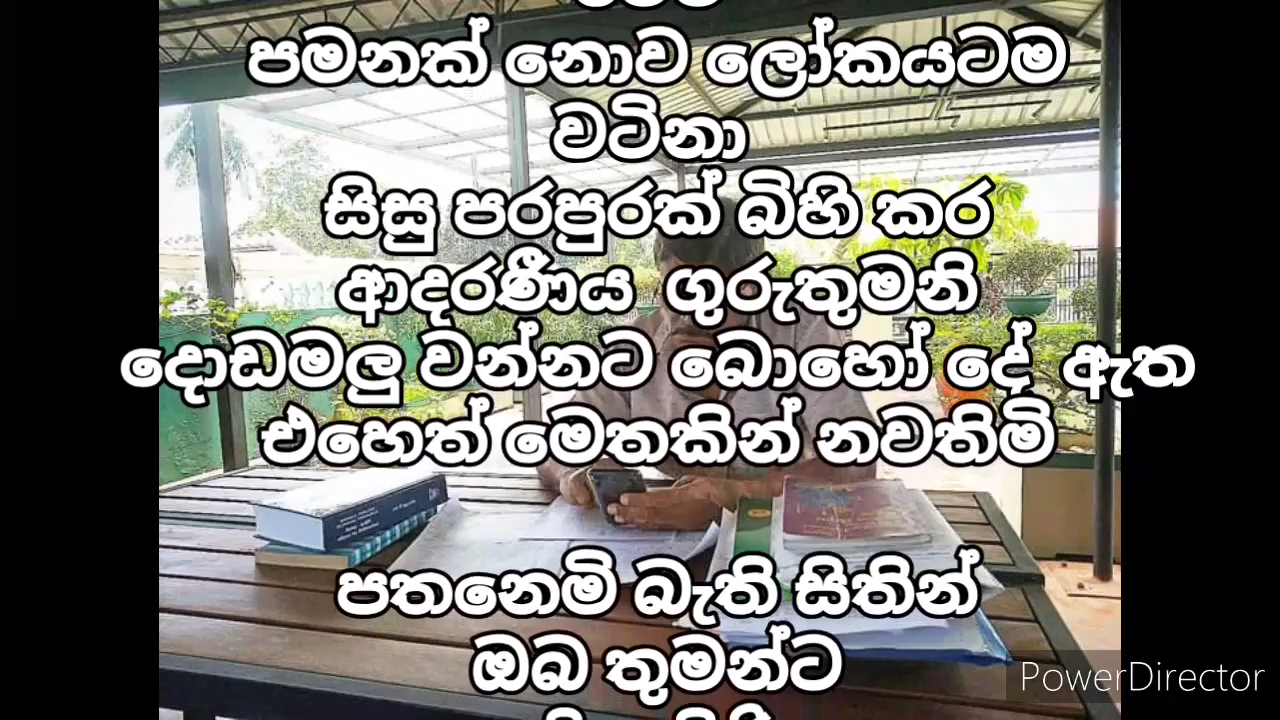 පමනක් නොව ලෝකයටම
වටිනා
සිසු පරපුරක් බිහි කර
ආදරණීය ගුරුතුමනි
දොඩමලු වන්නට බොහෝ දේ ඇත
එහෙත් මෙතකින් නවතිමි
පතනෙමි බැති සිතින්
ඔබ තුමන්ට
PowerDirector